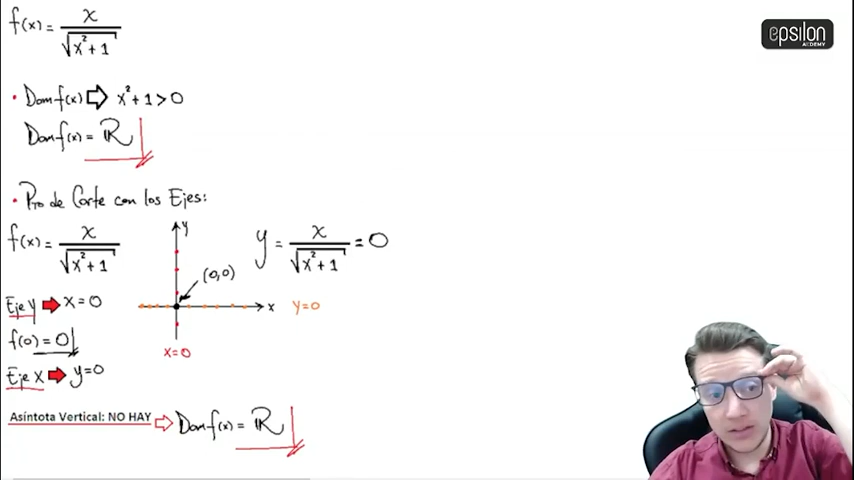 f(x) = x / √(x² + 1)
epsilon
ACADEMY
• Dom f(x) ⇨ x² + 1 > 0
Dom f(x) = ℝ
• Pto de Corte con los Ejes:
f(x) = x / √(x² + 1)
y
y = x / √(x² + 1) = 0
(0,0)
Eje y ➡ x = 0
x
y=0
f(0) = 0
x=0
Eje X ➡ y=0
Asíntota Vertical: NO HAY ⇨ Dom f(x) = ℝ